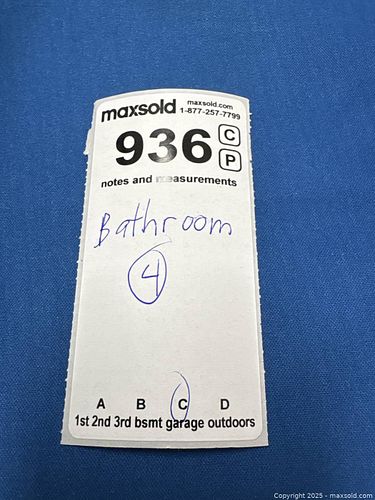 maxsold maxsold.com
1-877-257-7799
936 C
P
notes and measurements
Bathroom
4
A B C D
1st 2nd 3rd bsmt garage outdoors
Copyright 2025 - maxsold.com